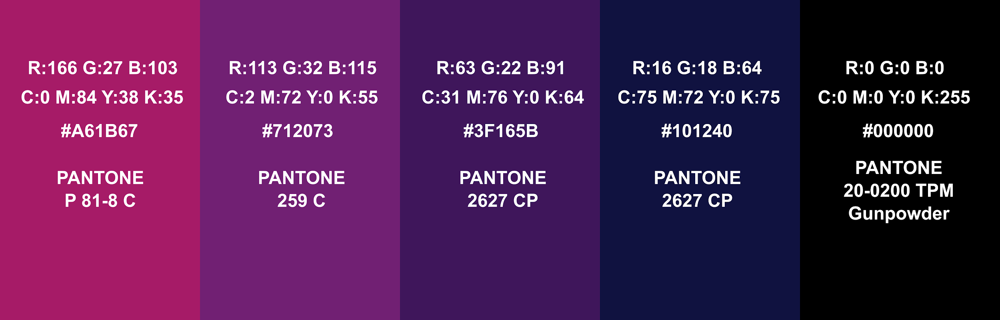 R:166 G:27 B:103
C:0 M:84 Y:38 K:35
#A61B67
PANTONE
P 81-8 C
R:113 G:32 B:115
C:2 M:72 Y:0 K:55
#712073
PANTONE
259 C
R:63 G:22 B:91
C:31 M:76 Y:0 K:64
#3F165B
PANTONE
2627 CP
R:16 G:18 B:64
C:75 M:72 Y:0 K:75
#101240
PANTONE
2627 CP
R:0 G:0 B:0
C:0 M:0 Y:0 K:255
#000000
PANTONE
20-0200 TPM
Gunpowder